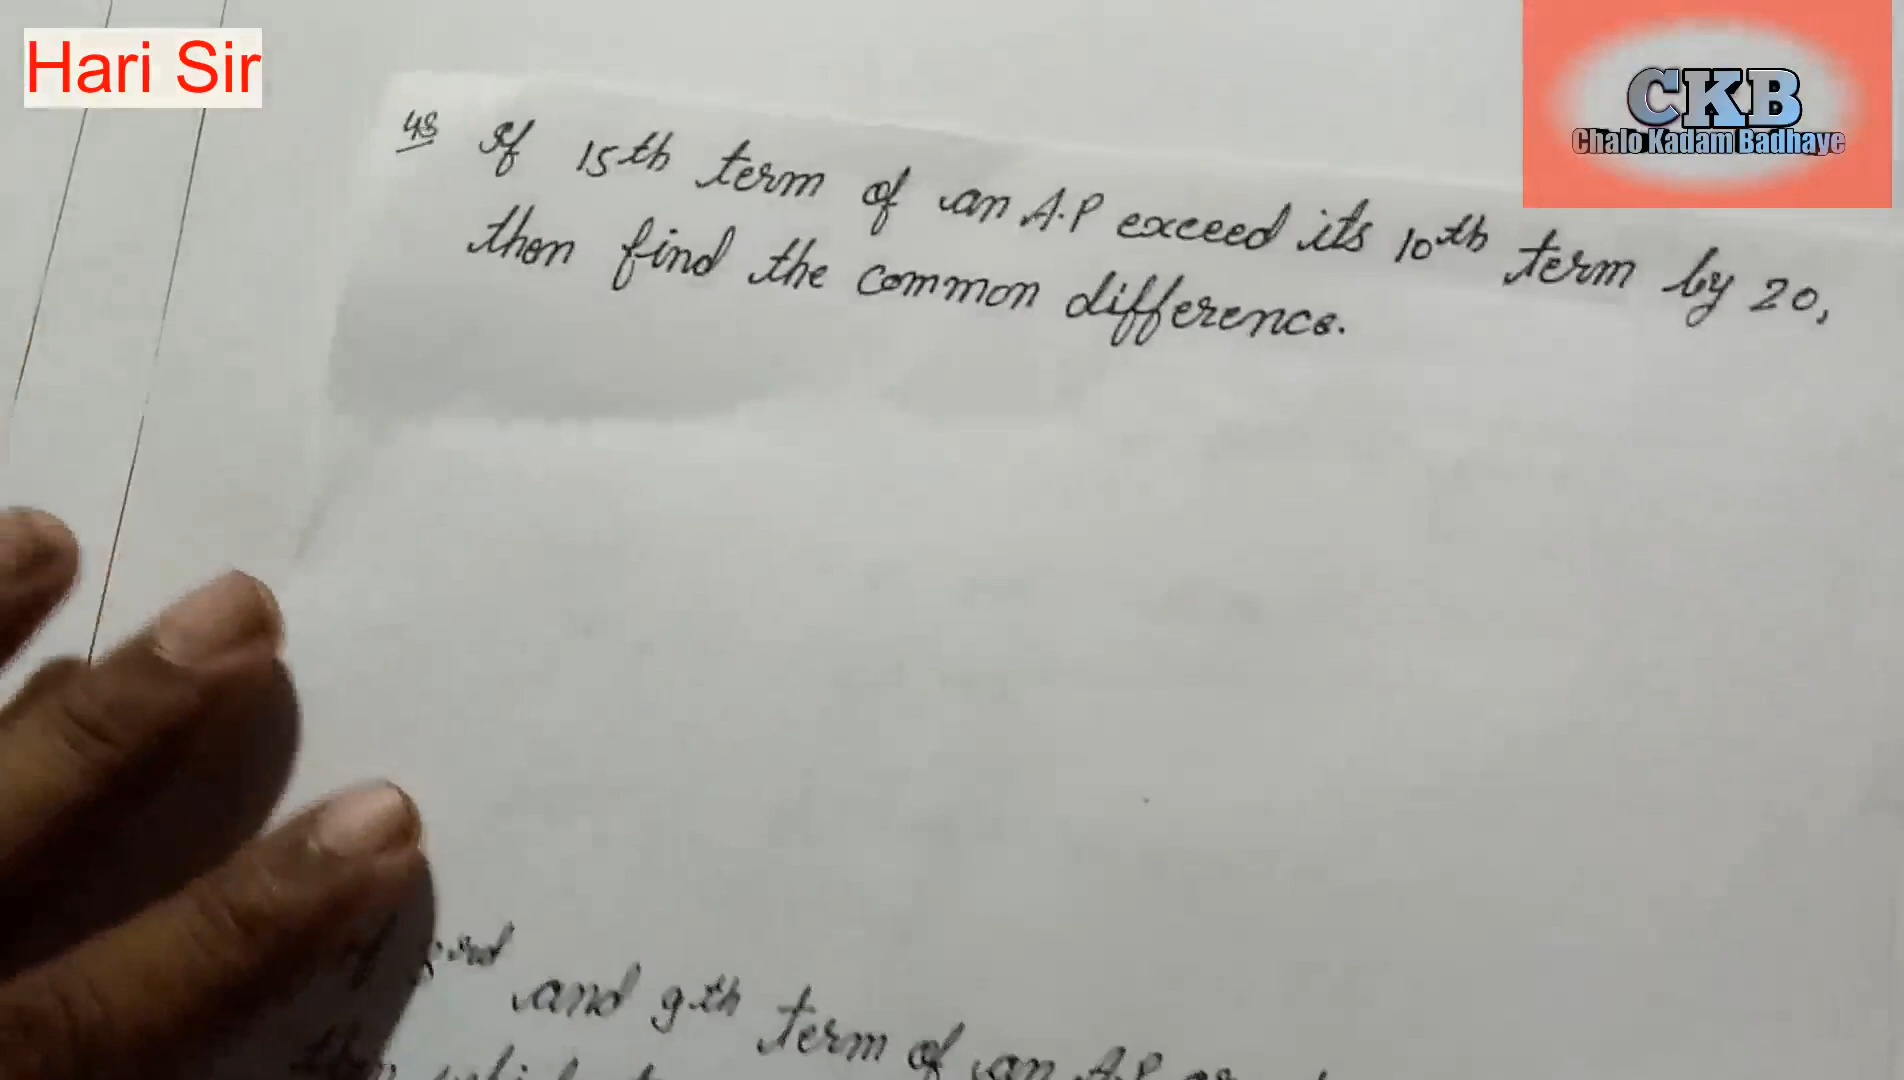 Hari Sir
CKB
Chalo Kadam Badhaye
48 If 15th term of an A.P exceed its 10th term by 20,
then find the common difference.
and 9th term of an A.P